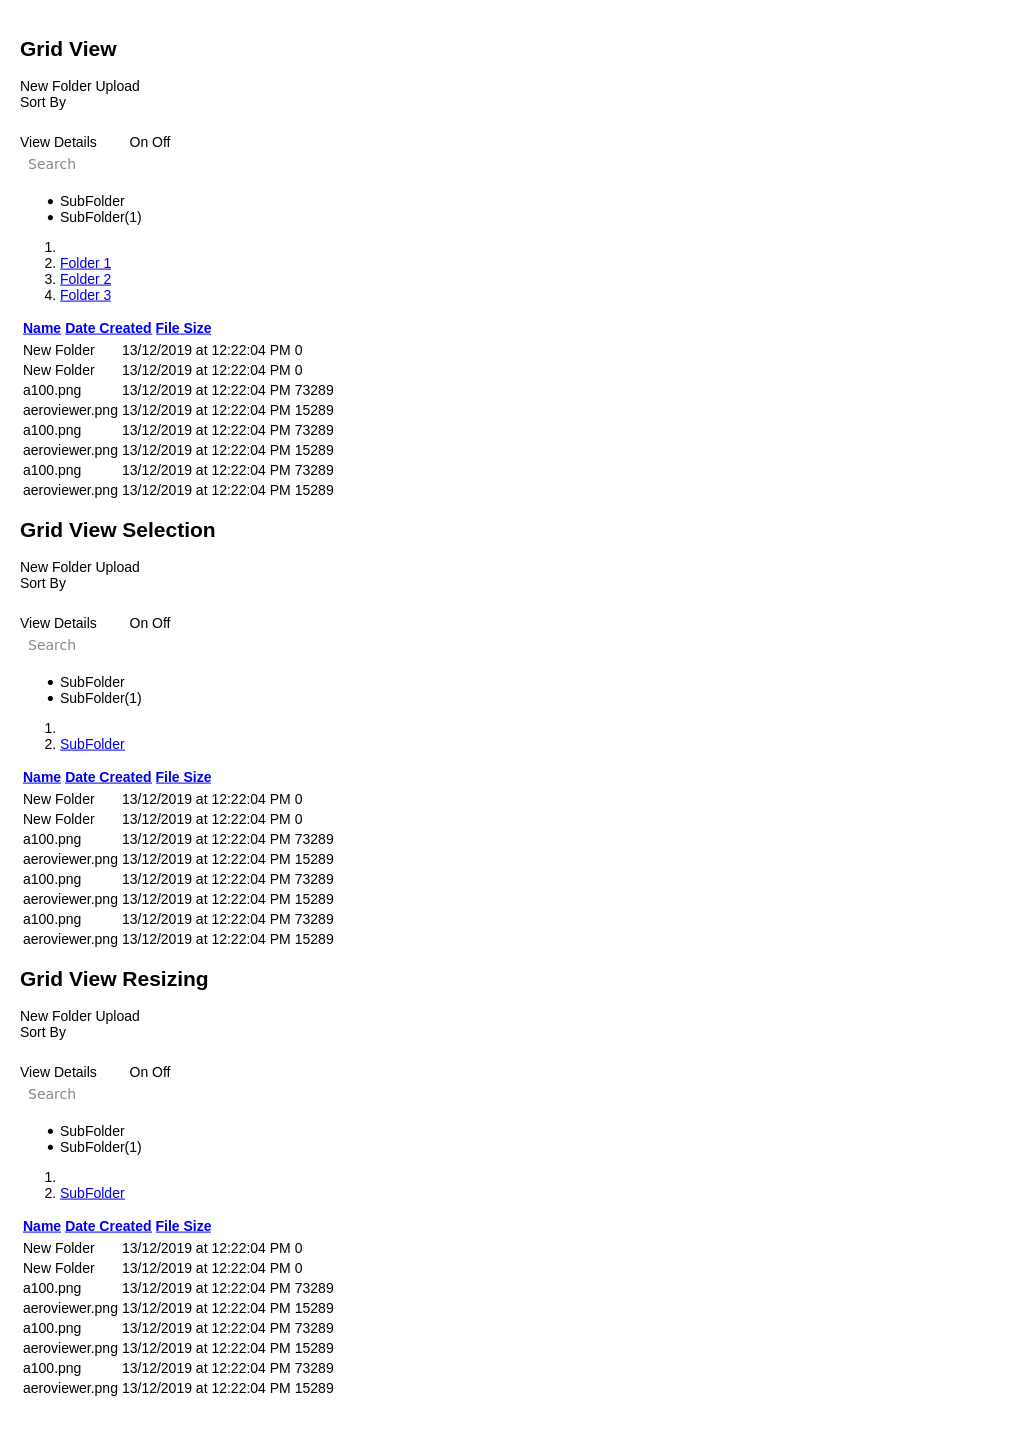 Grid View
New Folder Upload
Sort By
View Details On Off
Search
• SubFolder
• SubFolder(1)
1.
2. Folder 1
3. Folder 2
4. Folder 3
Name Date Created File Size
New Folder 13/12/2019 at 12:22:04 PM 0
New Folder 13/12/2019 at 12:22:04 PM 0
a100.png 13/12/2019 at 12:22:04 PM 73289
aeroviewer.png 13/12/2019 at 12:22:04 PM 15289
a100.png 13/12/2019 at 12:22:04 PM 73289
aeroviewer.png 13/12/2019 at 12:22:04 PM 15289
a100.png 13/12/2019 at 12:22:04 PM 73289
aeroviewer.png 13/12/2019 at 12:22:04 PM 15289
Grid View Selection
New Folder Upload
Sort By
View Details On Off
Search
• SubFolder
• SubFolder(1)
1.
2. SubFolder
Name Date Created File Size
New Folder 13/12/2019 at 12:22:04 PM 0
New Folder 13/12/2019 at 12:22:04 PM 0
a100.png 13/12/2019 at 12:22:04 PM 73289
aeroviewer.png 13/12/2019 at 12:22:04 PM 15289
a100.png 13/12/2019 at 12:22:04 PM 73289
aeroviewer.png 13/12/2019 at 12:22:04 PM 15289
a100.png 13/12/2019 at 12:22:04 PM 73289
aeroviewer.png 13/12/2019 at 12:22:04 PM 15289
Grid View Resizing
New Folder Upload
Sort By
View Details On Off
Search
• SubFolder
• SubFolder(1)
1.
2. SubFolder
Name Date Created File Size
New Folder 13/12/2019 at 12:22:04 PM 0
New Folder 13/12/2019 at 12:22:04 PM 0
a100.png 13/12/2019 at 12:22:04 PM 73289
aeroviewer.png 13/12/2019 at 12:22:04 PM 15289
a100.png 13/12/2019 at 12:22:04 PM 73289
aeroviewer.png 13/12/2019 at 12:22:04 PM 15289
a100.png 13/12/2019 at 12:22:04 PM 73289
aeroviewer.png 13/12/2019 at 12:22:04 PM 15289